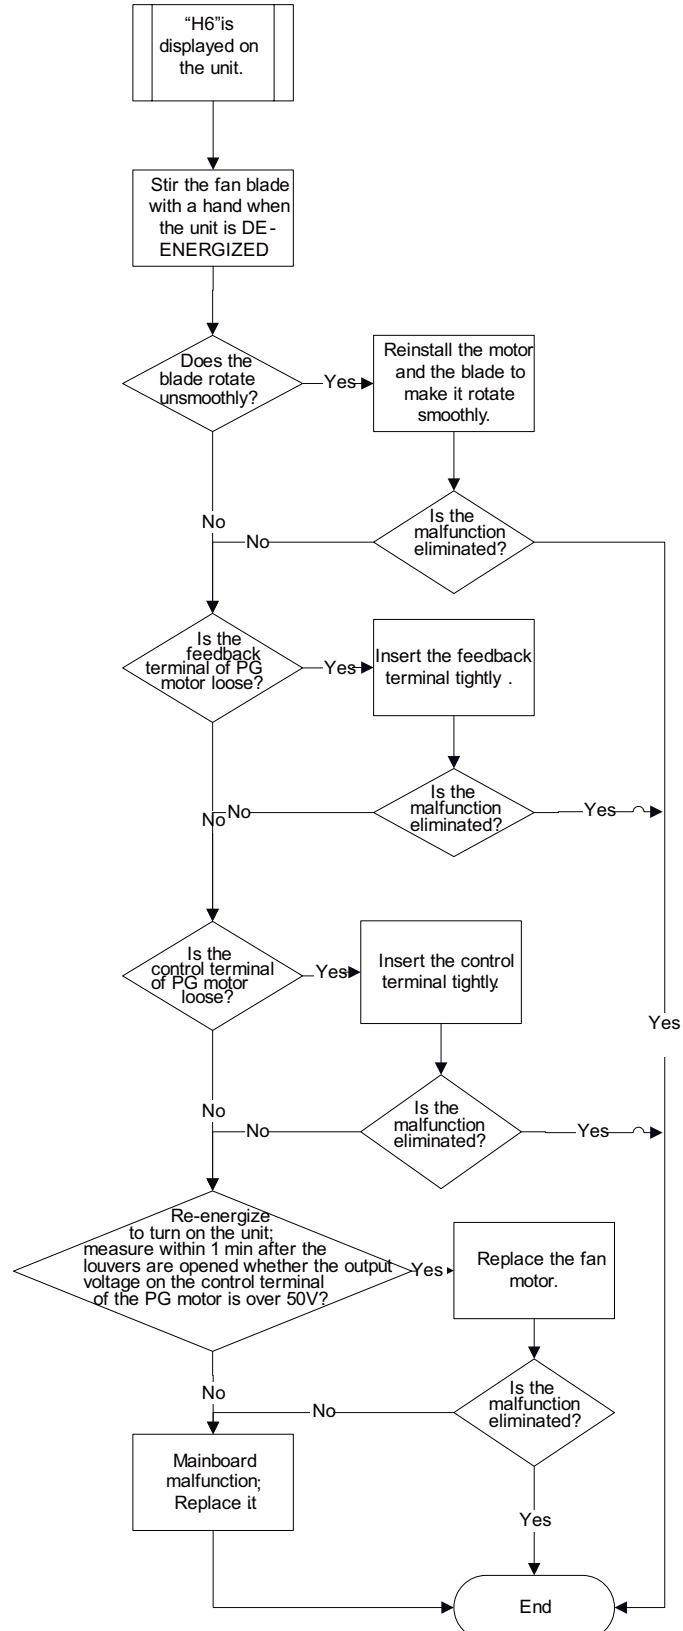 “H6”is
displayed on
the unit.
Stir the fan blade
with a hand when
the unit is DE-
ENERGIZED
Does the
blade rotate
unsmoothly?
Yes
Reinstall the motor
and the blade to
make it rotate
smoothly.
No
Is the
malfunction
eliminated?
No
Is the
feedback
terminal of PG
motor loose?
Yes
Insert the feedback
terminal tightly .
Is the
malfunction
eliminated?
No
No
Yes
Is the
control terminal
of PG motor
loose?
Yes
Insert the control
terminal tightly.
Yes
Is the
malfunction
eliminated?
No
No
Yes
Re-energize
to turn on the unit;
measure within 1 min after the
louvers are opened whether the output
voltage on the control terminal
of the PG motor is over 50V?
Yes
Replace the fan
motor.
No
Is the
malfunction
eliminated?
No
Mainboard
malfunction;
Replace it
Yes
End